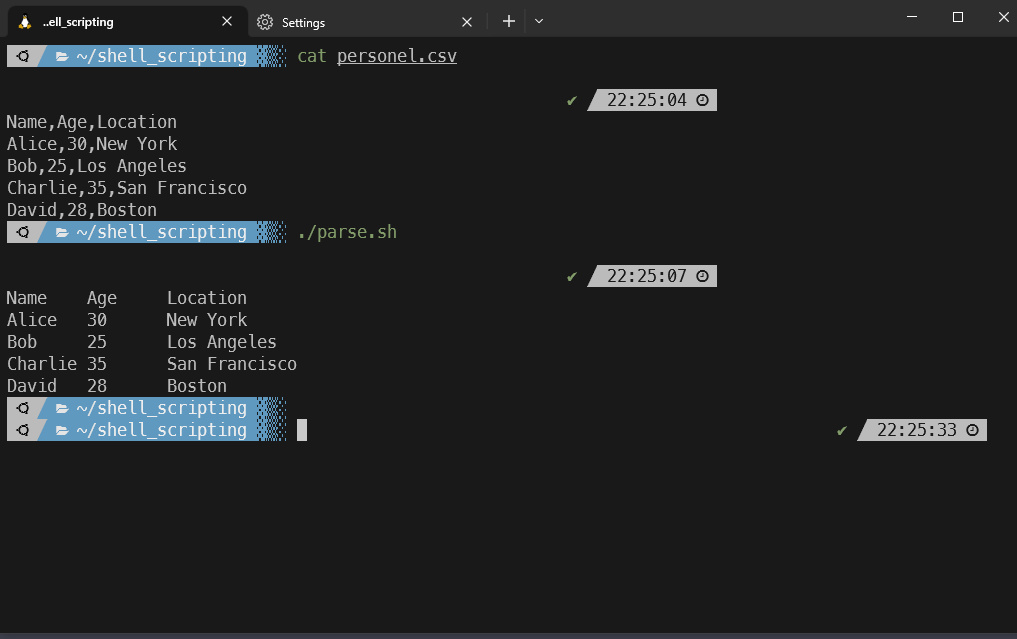 ..ell_scripting Settings
~/shell_scripting cat personel.csv
✔ 22:25:04
Name,Age,Location
Alice,30,New York
Bob,25,Los Angeles
Charlie,35,San Francisco
David,28,Boston
~/shell_scripting ./parse.sh
✔ 22:25:07
Name Age Location
Alice 30 New York
Bob 25 Los Angeles
Charlie 35 San Francisco
David 28 Boston
~/shell_scripting
~/shell_scripting ✔ 22:25:33